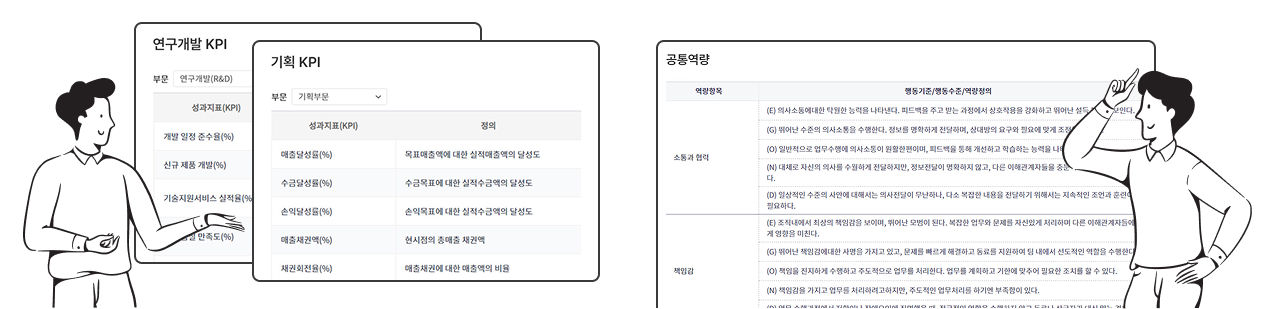 연구개발 KPI
부문 연구개발(R&D)
성과지표(KPI)
개발 일정 준수율(%)
신규 제품 개발(%)
기술지원서비스 실적율(%
만족도(%)
기획 KPI
부문 기획부문
성과지표(KPI) 정의
매출달성률(%) 목표매출액에 대한 실적매출액의 달성도
수금달성률(%) 수금목표에 대한 실적수금액의 달성도
손익달성률(%) 손익목표에 대한 실적수금액의 달성도
매출채권액(%) 현시점의 총매출 채권액
채권회전율(%) 매출채권에 대한 매출액의 비율
공통역량
역량항목 행동기준/행동수준/역량정의
소통과 협력
(E) 의사소통에대한 탁월한 능력을 나타낸다. 피드백을 주고 받는 과정에서 상호작용을 강화하고 뛰어난 설득
(G) 뛰어난 수준의 의사소통을 수행한다. 정보를 명확하게 전달하며, 상대방의 요구와 필요에 맞게
(O) 일반적으로 업무수행에 의사소통이 원활한편이며, 피드백을 통해 개선하고 학습하는 능력을
(N) 대체로 자신의 의사를 수월하게 전달하지만, 정보전달이 명확하지 않고, 다른 이해관계자들을
다.
(D) 일상적인 수준의 사안에 대해서는 의사전달이 무난하나, 다소 복잡한 내용을 전달하기 위해서는 지속적인 조언과
필요하다.
책임감
(E) 조직내에서 최상의 책임감을 보이며, 뛰어난 모범이 된다. 복잡한 업무와 문제를 자신있게 처리하며 다른 이해관계자들에
게 영향을 미친다.
(G) 뛰어난 책임감에대한 사명을 가지고 있고, 문제를 빠르게 해결하고 동료를 지원하며 팀 내에서 선도적인 역할을 수행한
(O) 책임을 진지하게 수행하고 주도적으로 업무를 처리한다. 업무를 계획하고 기한에 맞추어 필요한 조치를 할 수 있다.
(N) 책임감을 가지고 업무를 처리하려고하지만, 주도적인 업무처리를 하기엔 부족함이 있다.